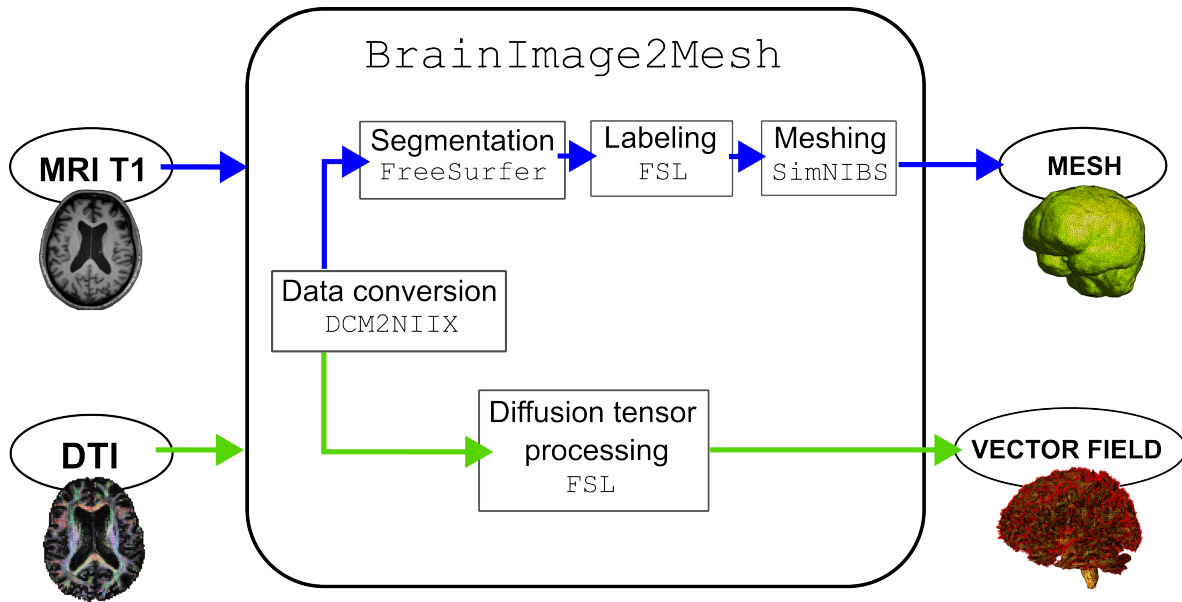 BrainImage2Mesh
MRI T1
Segmentation
FreeSurfer
Labeling
FSL
Meshing
SimNIBS
MESH
Data conversion
DCM2NIIX
DTI
Diffusion tensor
processing
FSL
VECTOR FIELD